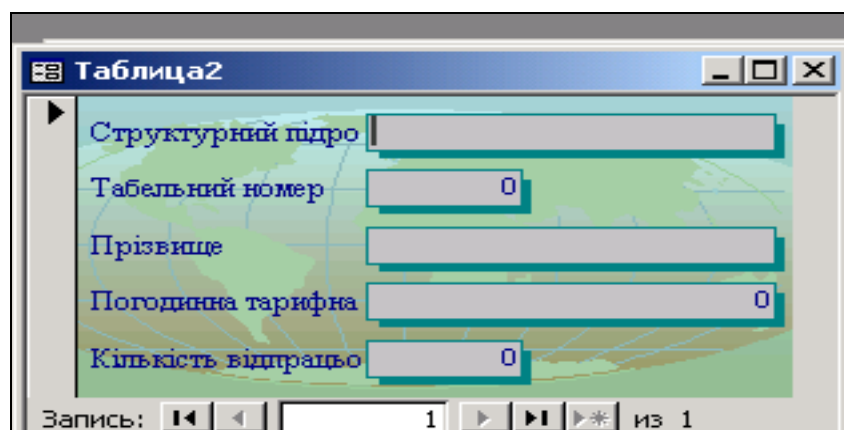 Таблица2
Структурний підро
Табельний номер 0
Прізвище
Погодинна тарифна 0
Кількість відпрацьо 0
Запись: 1 из 1